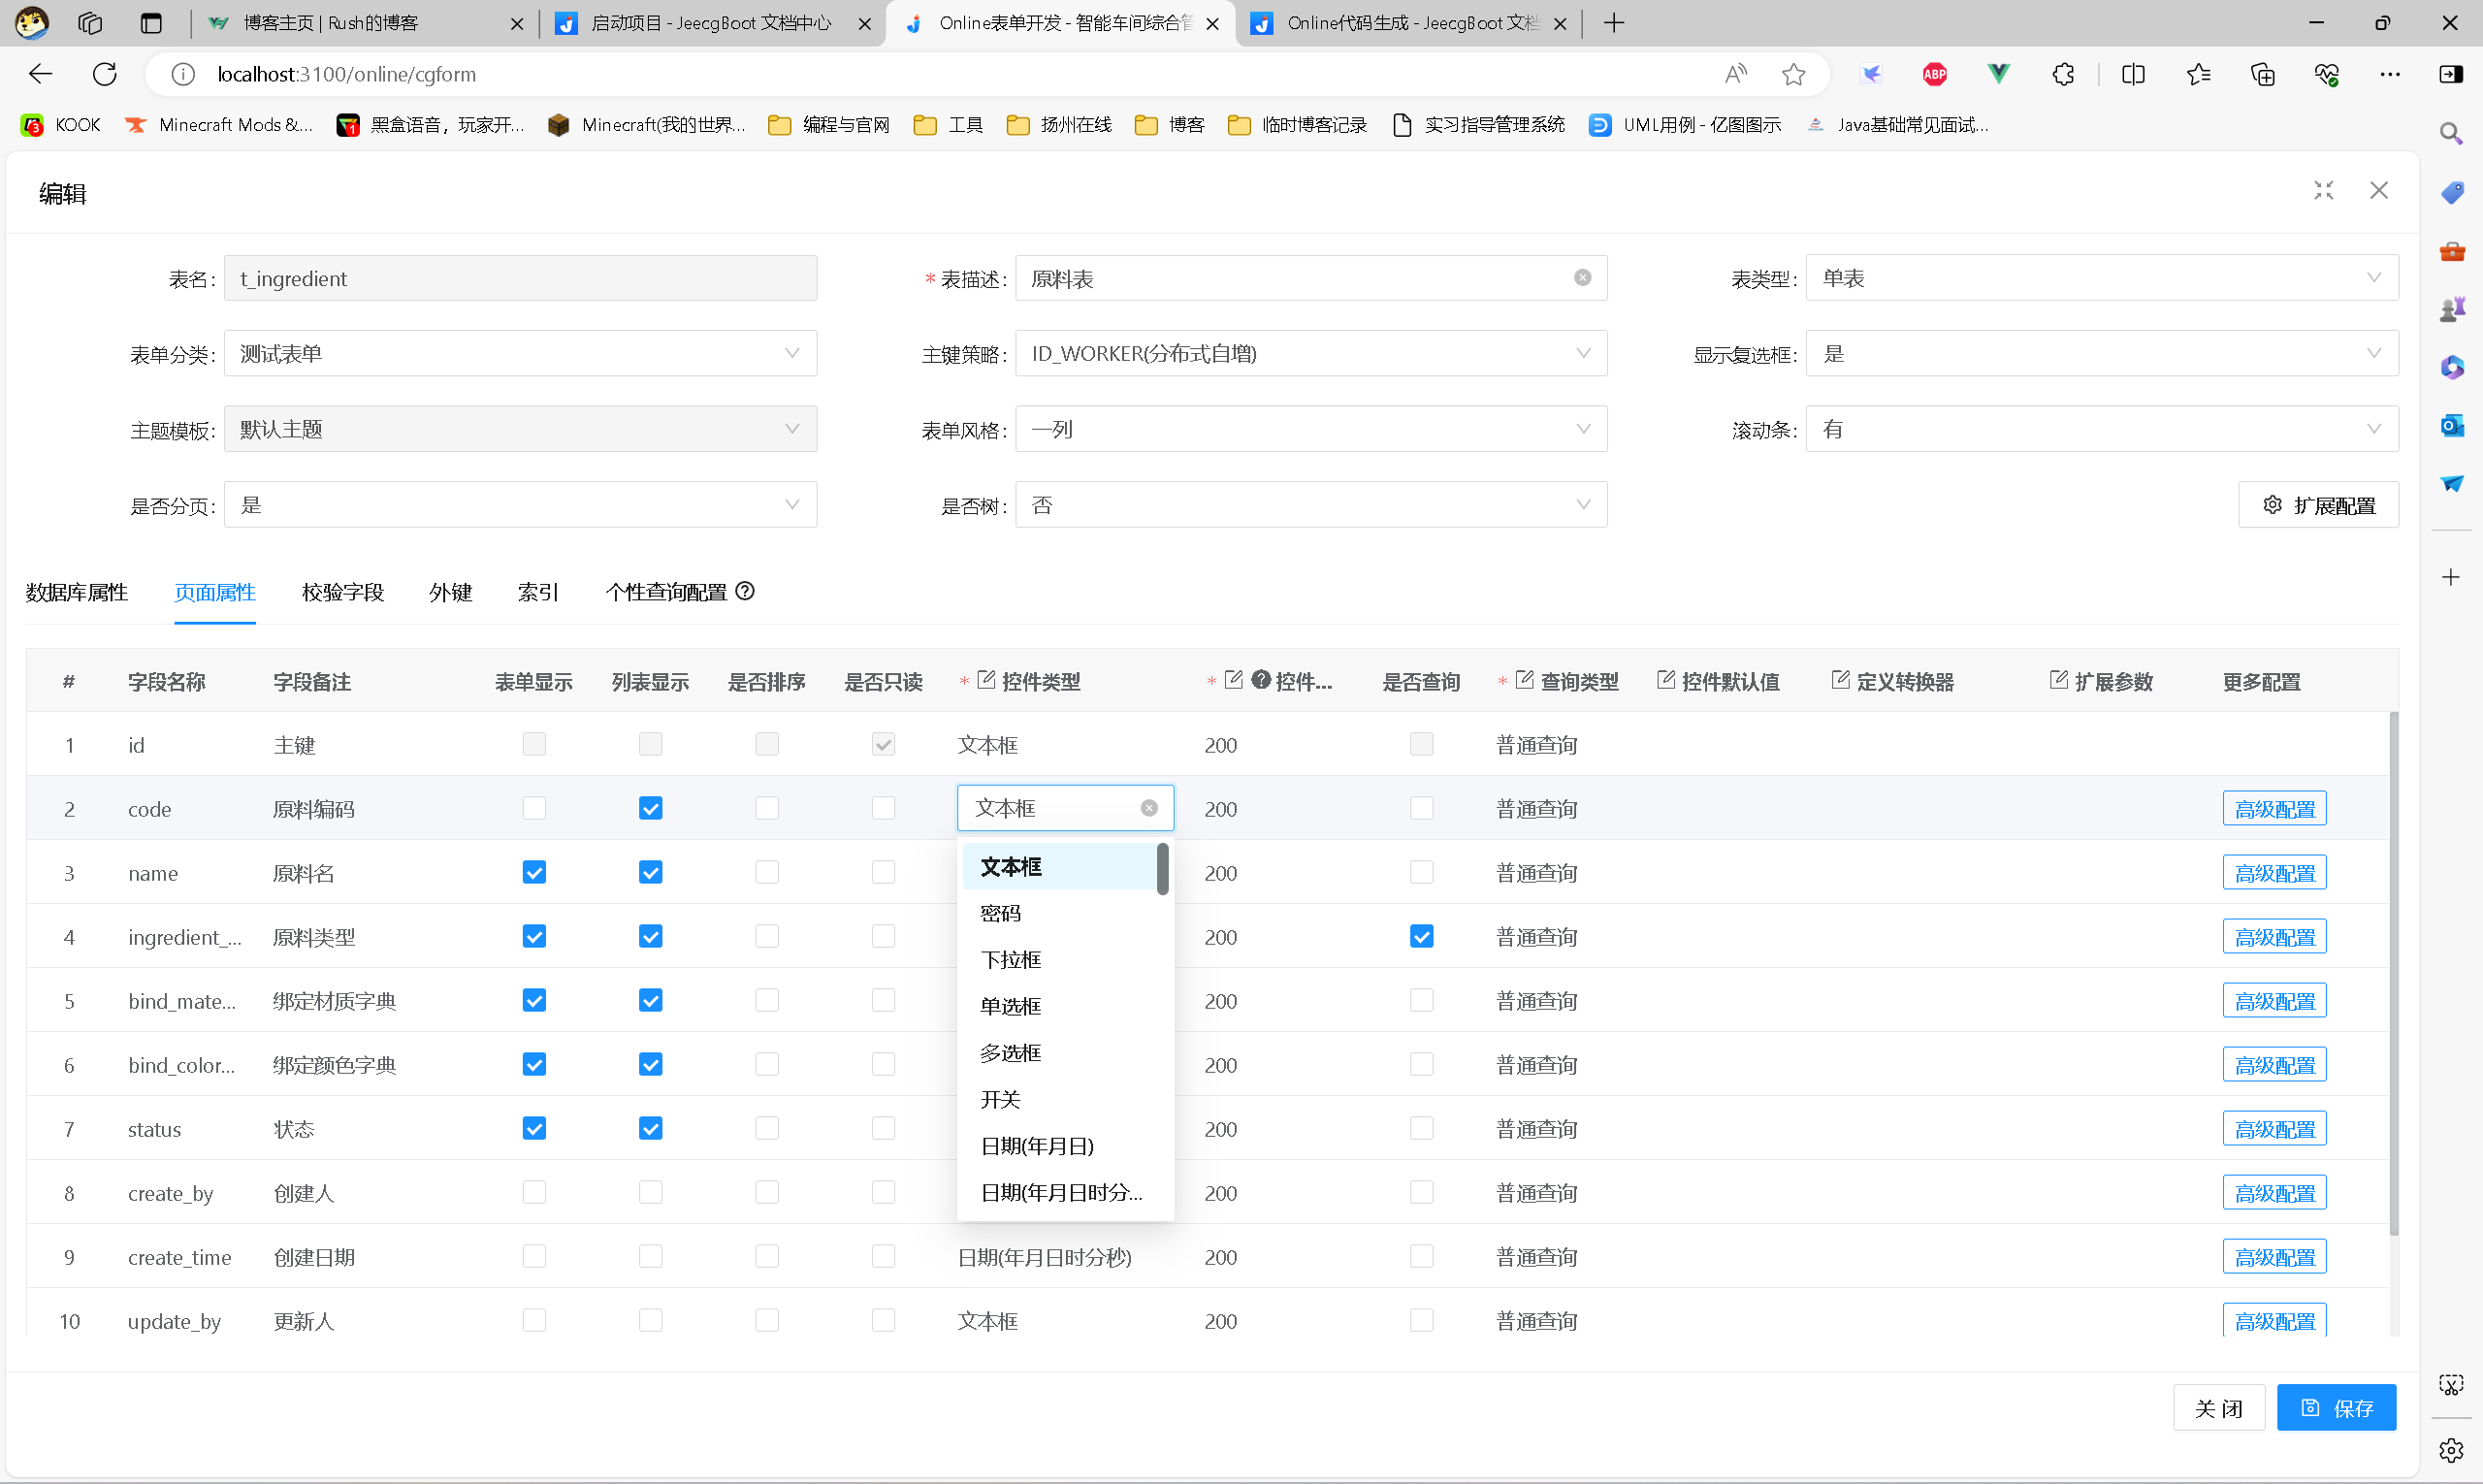 博客主页 | Rush的博客
启动项目 - JeecgBoot 文档中心
Online表单开发 - 智能车间综合管
Online代码生成 - JeecgBoot 文档
localhost:3100/online/cgform
ABP
KOOK
Minecraft Mods &...
黑盒语音，玩家开...
Minecraft(我的世界...
编程与官网
工具
扬州在线
博客
临时博客记录
实习指导管理系统
UML用例 - 亿图图示
Java基础常见面试...
编辑
表名: t_ingredient
* 表描述: 原料表
表类型: 单表
表单分类: 测试表单
主键策略: ID_WORKER(分布式自增)
显示复选框: 是
主题模板: 默认主题
表单风格: 一列
滚动条: 有
是否分页: 是
是否树: 否
扩展配置
数据库属性 页面属性 校验字段 外键 索引 个性查询配置
# 字段名称 字段备注 表单显示 列表显示 是否排序 是否只读 * 控件类型 * 控件... 是否查询 * 查询类型 控件默认值 定义转换器 扩展参数 更多配置
1 id 主键 文本框 200 普通查询
2 code 原料编码 文本框 200 普通查询 高级配置
3 name 原料名 200 普通查询 高级配置
4 ingredient_... 原料类型 200 普通查询 高级配置
5 bind_mate... 绑定材质字典 200 普通查询 高级配置
6 bind_color... 绑定颜色字典 200 普通查询 高级配置
7 status 状态 200 普通查询 高级配置
8 create_by 创建人 200 普通查询 高级配置
9 create_time 创建日期 日期(年月日时分秒) 200 普通查询 高级配置
10 update_by 更新人 文本框 200 普通查询 高级配置
文本框
密码
下拉框
单选框
多选框
开关
日期(年月日)
日期(年月日时分...
关 闭
保存